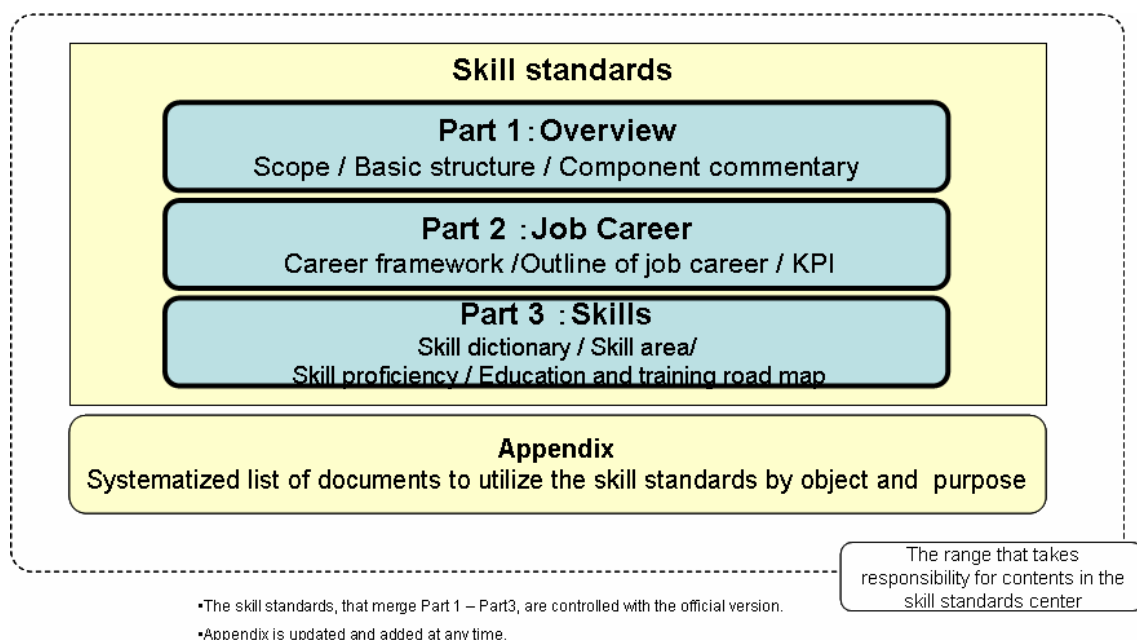 Skill standards
Part 1 : Overview
Scope / Basic structure / Component commentary
Part 2 : Job Career
Career framework /Outline of job career / KPI
Part 3 : Skills
Skill dictionary / Skill area/
Skill proficiency / Education and training road map
Appendix
Systematized list of documents to utilize the skill standards by object and purpose
The range that takes
responsibility for contents in the
skill standards center
▪The skill standards, that merge Part 1 – Part3, are controlled with the official version.
▪Appendix is updated and added at any time.